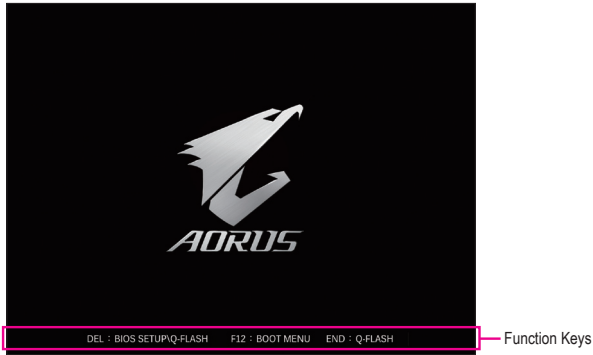 AORUS
DEL : BIOS SETUP\Q-FLASH F12 : BOOT MENU END : Q-FLASH
Function Keys